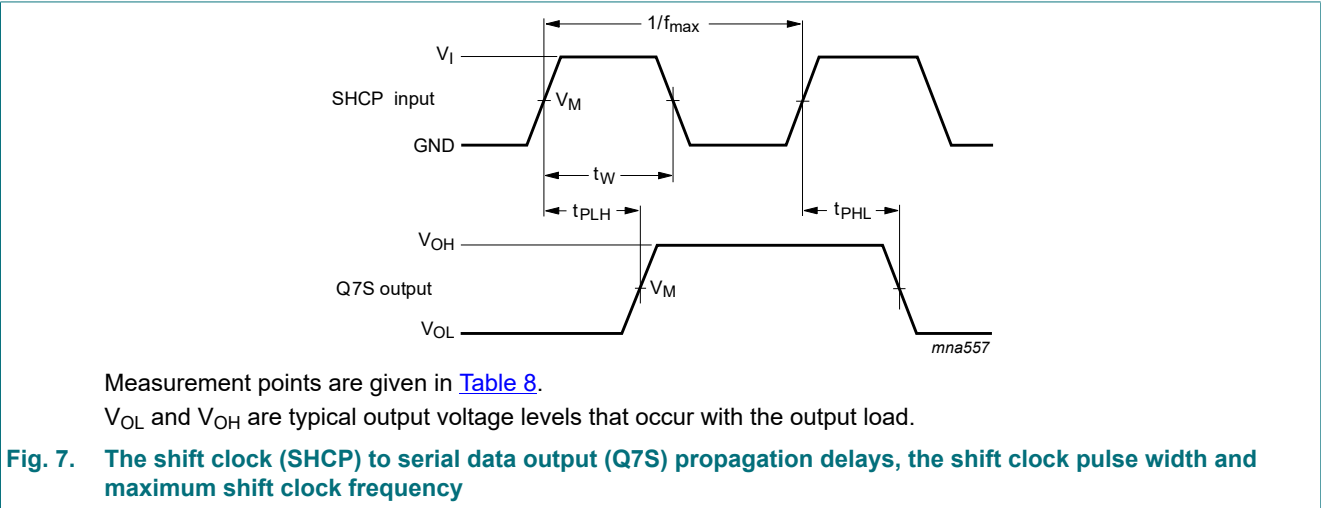 1/fmax
VI
SHCP input
VM
GND
tW
tPLH
tPHL
VOH
Q7S output
VM
VOL
mna557
Measurement points are given in Table 8.
VOL and VOH are typical output voltage levels that occur with the output load.
Fig. 7. The shift clock (SHCP) to serial data output (Q7S) propagation delays, the shift clock pulse width and
maximum shift clock frequency